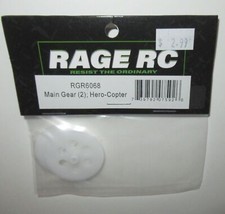 RAGE RC
RESIST THE ORDINARY
RGR6068
Main Gear (2); Hero-Copter